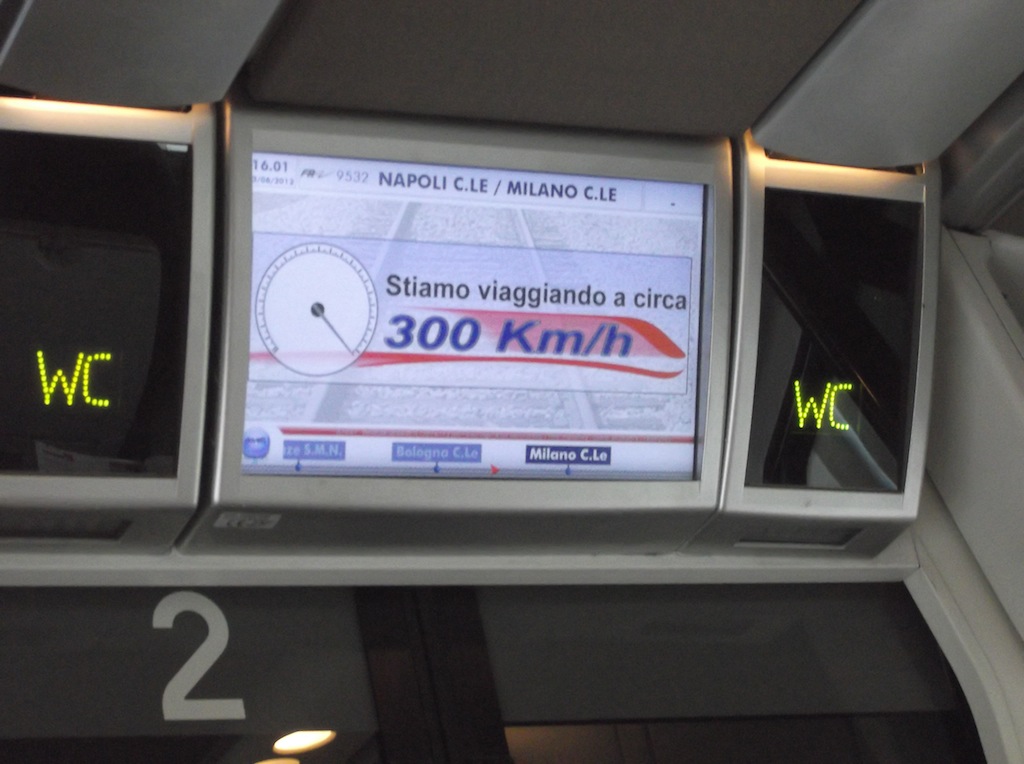 16.01
9532 NAPOLI C.LE / MILANO C.LE
Stiamo viaggiando a circa
300 Km/h
WC
WC
ze S.M.N. Bologna C.Le Milano C.Le
2